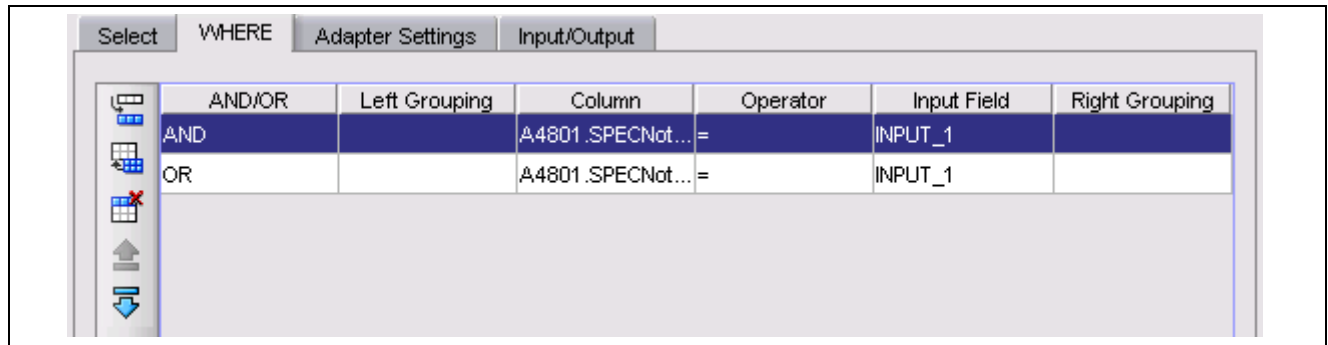 Select WHERE Adapter Settings Input/Output
AND/OR Left Grouping Column Operator Input Field Right Grouping
AND A4801.SPECNot... = INPUT_1
OR A4801.SPECNot... = INPUT_1